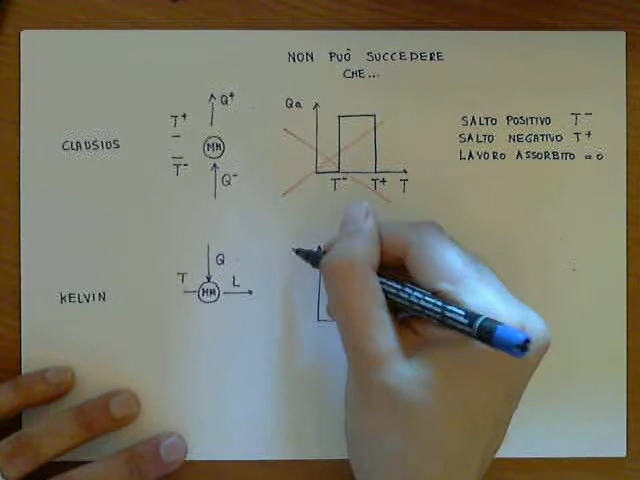 NON PUÒ SUCCEDERE
CHE...
CLAUSIUS
T+
T-
Q+
MM
Q-
Qa
T- T+ T
SALTO POSITIVO T-
SALTO NEGATIVO T+
LAVORO ASSORBITO =0
KELVIN
T
Q
MM
L